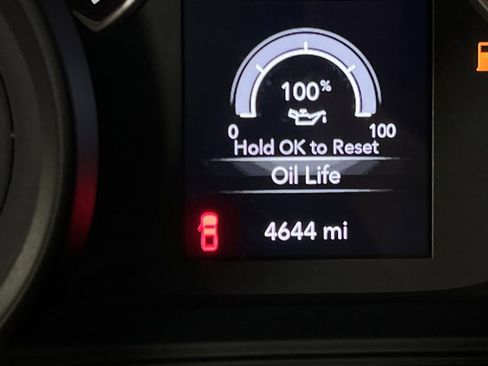 100%
0 100
Hold OK to Reset
Oil Life
4644 mi